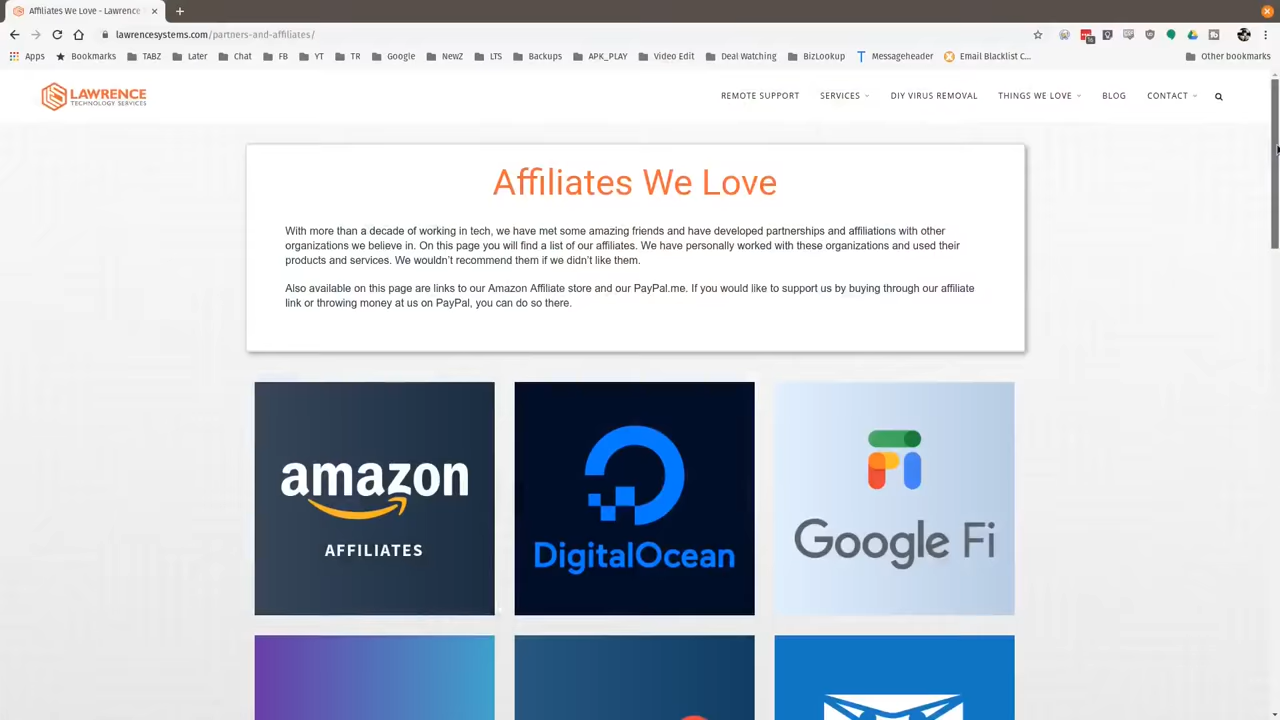 Affiliates We Love - Lawrence
lawrencesystems.com/partners-and-affiliates/
Apps Bookmarks TABZ Later Chat FB YT TR Google NewZ LTS Backups APK_PLAY Video Edit Deal Watching BizLookup Messageheader Email Blacklist C... Other bookmarks
LAWRENCE
TECHNOLOGY SERVICES
REMOTE SUPPORT SERVICES DIY VIRUS REMOVAL THINGS WE LOVE BLOG CONTACT
Affiliates We Love
With more than a decade of working in tech, we have met some amazing friends and have developed partnerships and affiliations with other
organizations we believe in. On this page you will find a list of our affiliates. We have personally worked with these organizations and used their
products and services. We wouldn't recommend them if we didn't like them.
Also available on this page are links to our Amazon Affiliate store and our PayPal.me. If you would like to support us by buying through our affiliate
link or throwing money at us on PayPal, you can do so there.
amazon
AFFILIATES
DigitalOcean
Google Fi